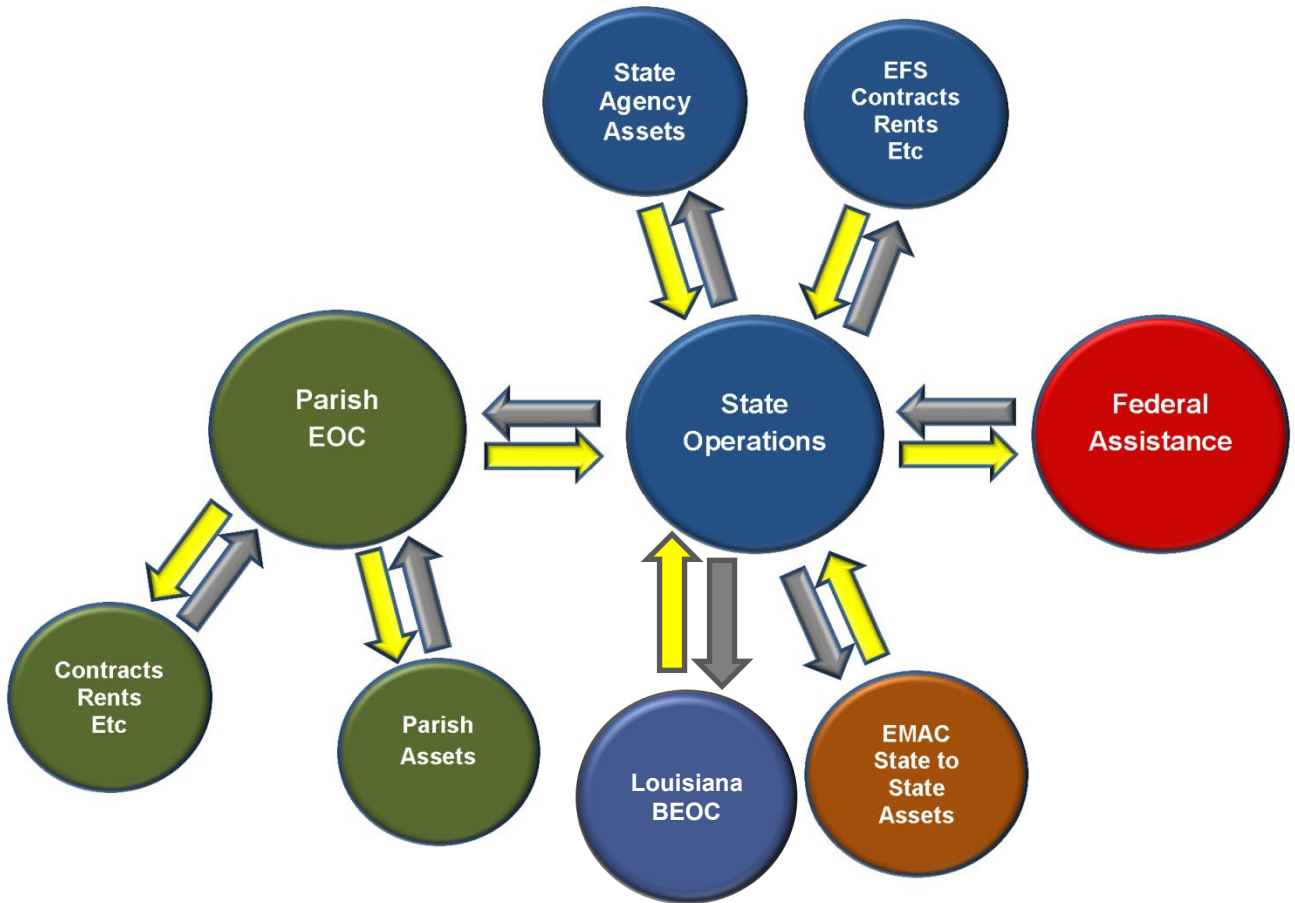 State
Agency
Assets
EFS
Contracts
Rents
Etc
Parish
EOC
State
Operations
Federal
Assistance
Contracts
Rents
Etc
Parish
Assets
Louisiana
BEOC
EMAC
State to
State
Assets